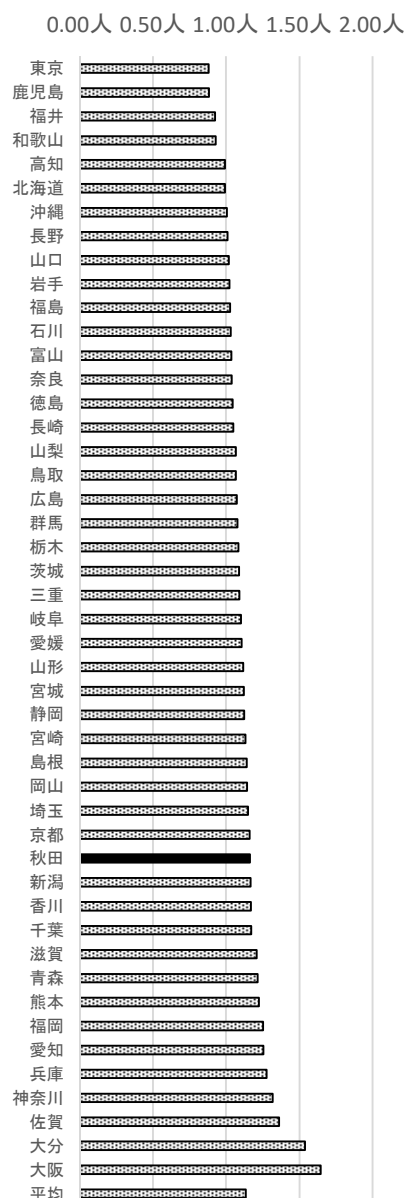 0.00人 0.50人 1.00人 1.50人 2.00人
東京
鹿児島
福井
和歌山
高知
北海道
沖縄
長野
山口
岩手
福島
石川
富山
奈良
徳島
長崎
山梨
鳥取
広島
群馬
栃木
茨城
三重
岐阜
愛媛
山形
宮城
静岡
宮崎
島根
岡山
埼玉
京都
秋田
新潟
香川
千葉
滋賀
青森
熊本
福岡
愛知
兵庫
神奈川
佐賀
大分
大阪
平均